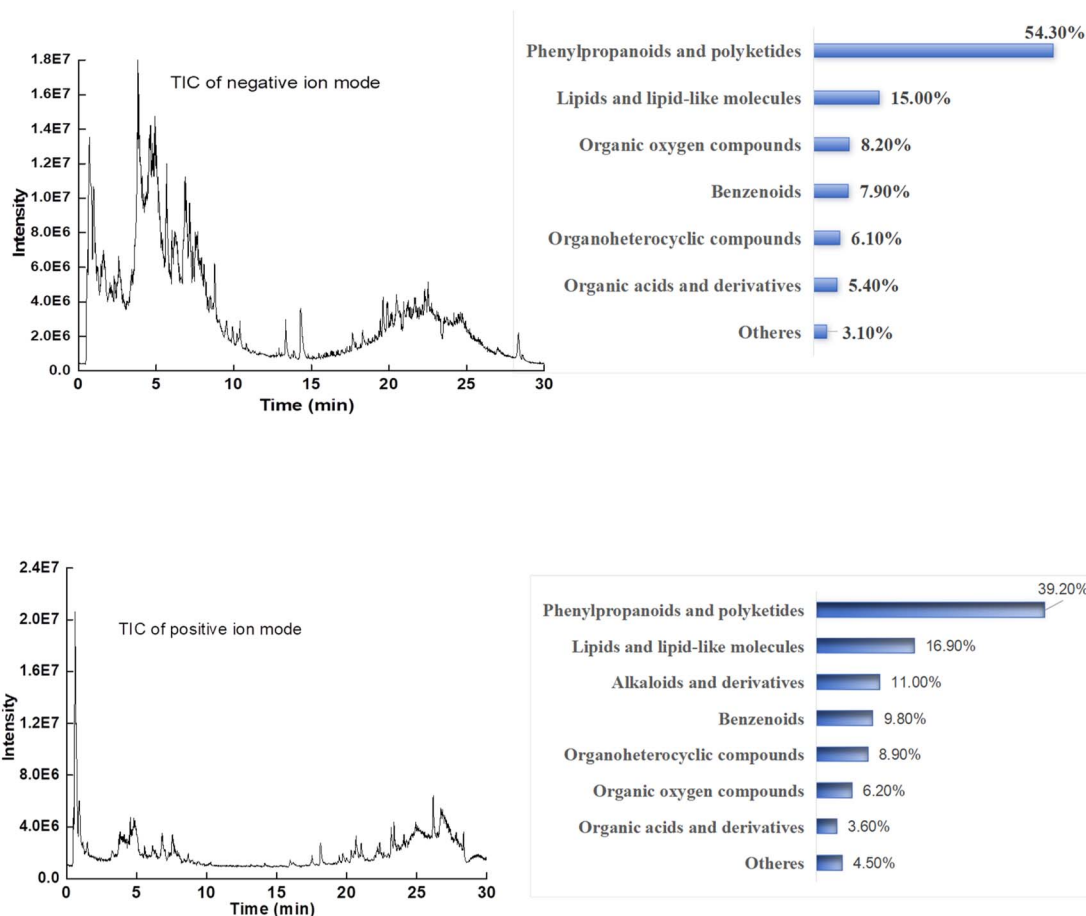 TIC of negative ion mode
Intensity
1.8E7
1.6E7
1.4E7
1.2E7
1.0E7
8.0E6
6.0E6
4.0E6
2.0E6
0.0
0 5 10 15 20 25 30
Time (min)
Phenylpropanoids and polyketides 54.30%
Lipids and lipid-like molecules 15.00%
Organic oxygen compounds 8.20%
Benzenoids 7.90%
Organoheterocyclic compounds 6.10%
Organic acids and derivatives 5.40%
Otheres 3.10%
TIC of positive ion mode
Intensity
2.4E7
2.0E7
1.6E7
1.2E7
8.0E6
4.0E6
0.0
0 5 10 15 20 25 30
Time (min)
Phenylpropanoids and polyketides 39.20%
Lipids and lipid-like molecules 16.90%
Alkaloids and derivatives 11.00%
Benzenoids 9.80%
Organoheterocyclic compounds 8.90%
Organic oxygen compounds 6.20%
Organic acids and derivatives 3.60%
Otheres 4.50%